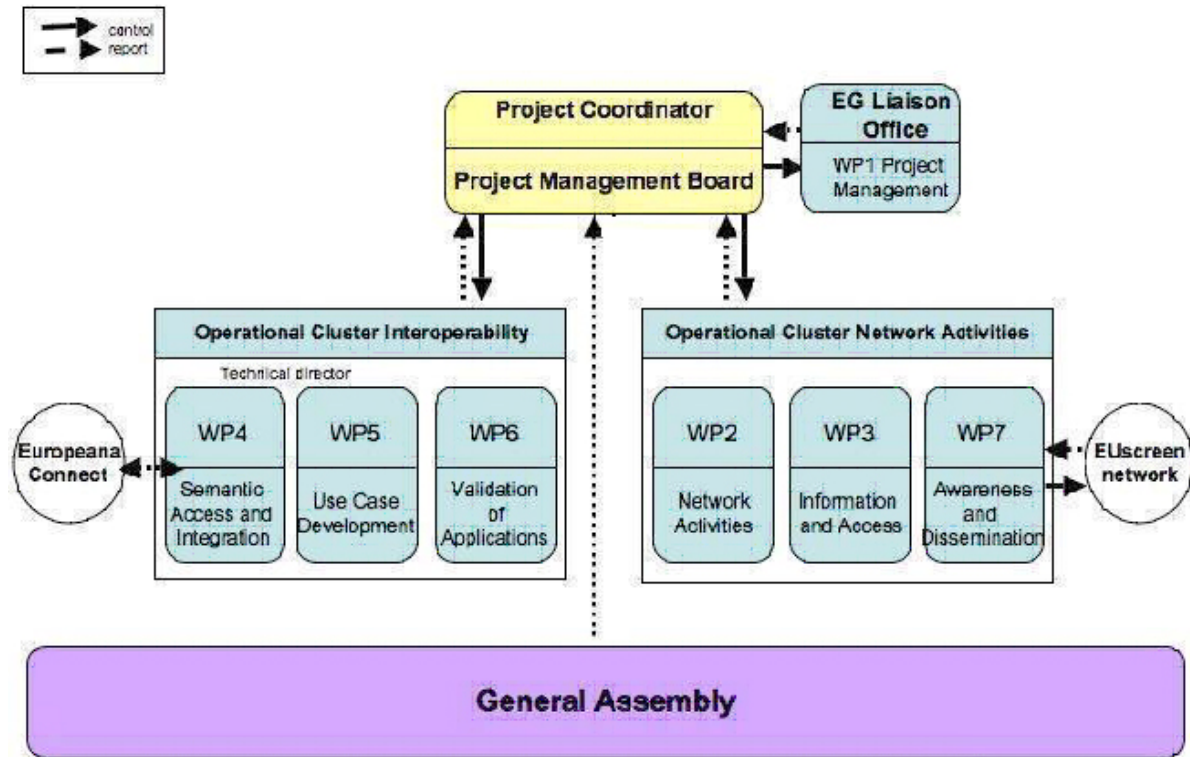 control
report
Project Coordinator
Project Management Board
EG Liaison
Office
WP1 Project
Management
Operational Cluster Interoperability
Technical director
WP4
Semantic
Access and
Integration
WP5
Use Case
Development
WP6
Validation
of
Applications
Operational Cluster Network Activities
WP2
Network
Activities
WP3
Information
and Access
WP7
Awareness
and
Dissemination
Europeana
Connect
EUscreen
network
General Assembly